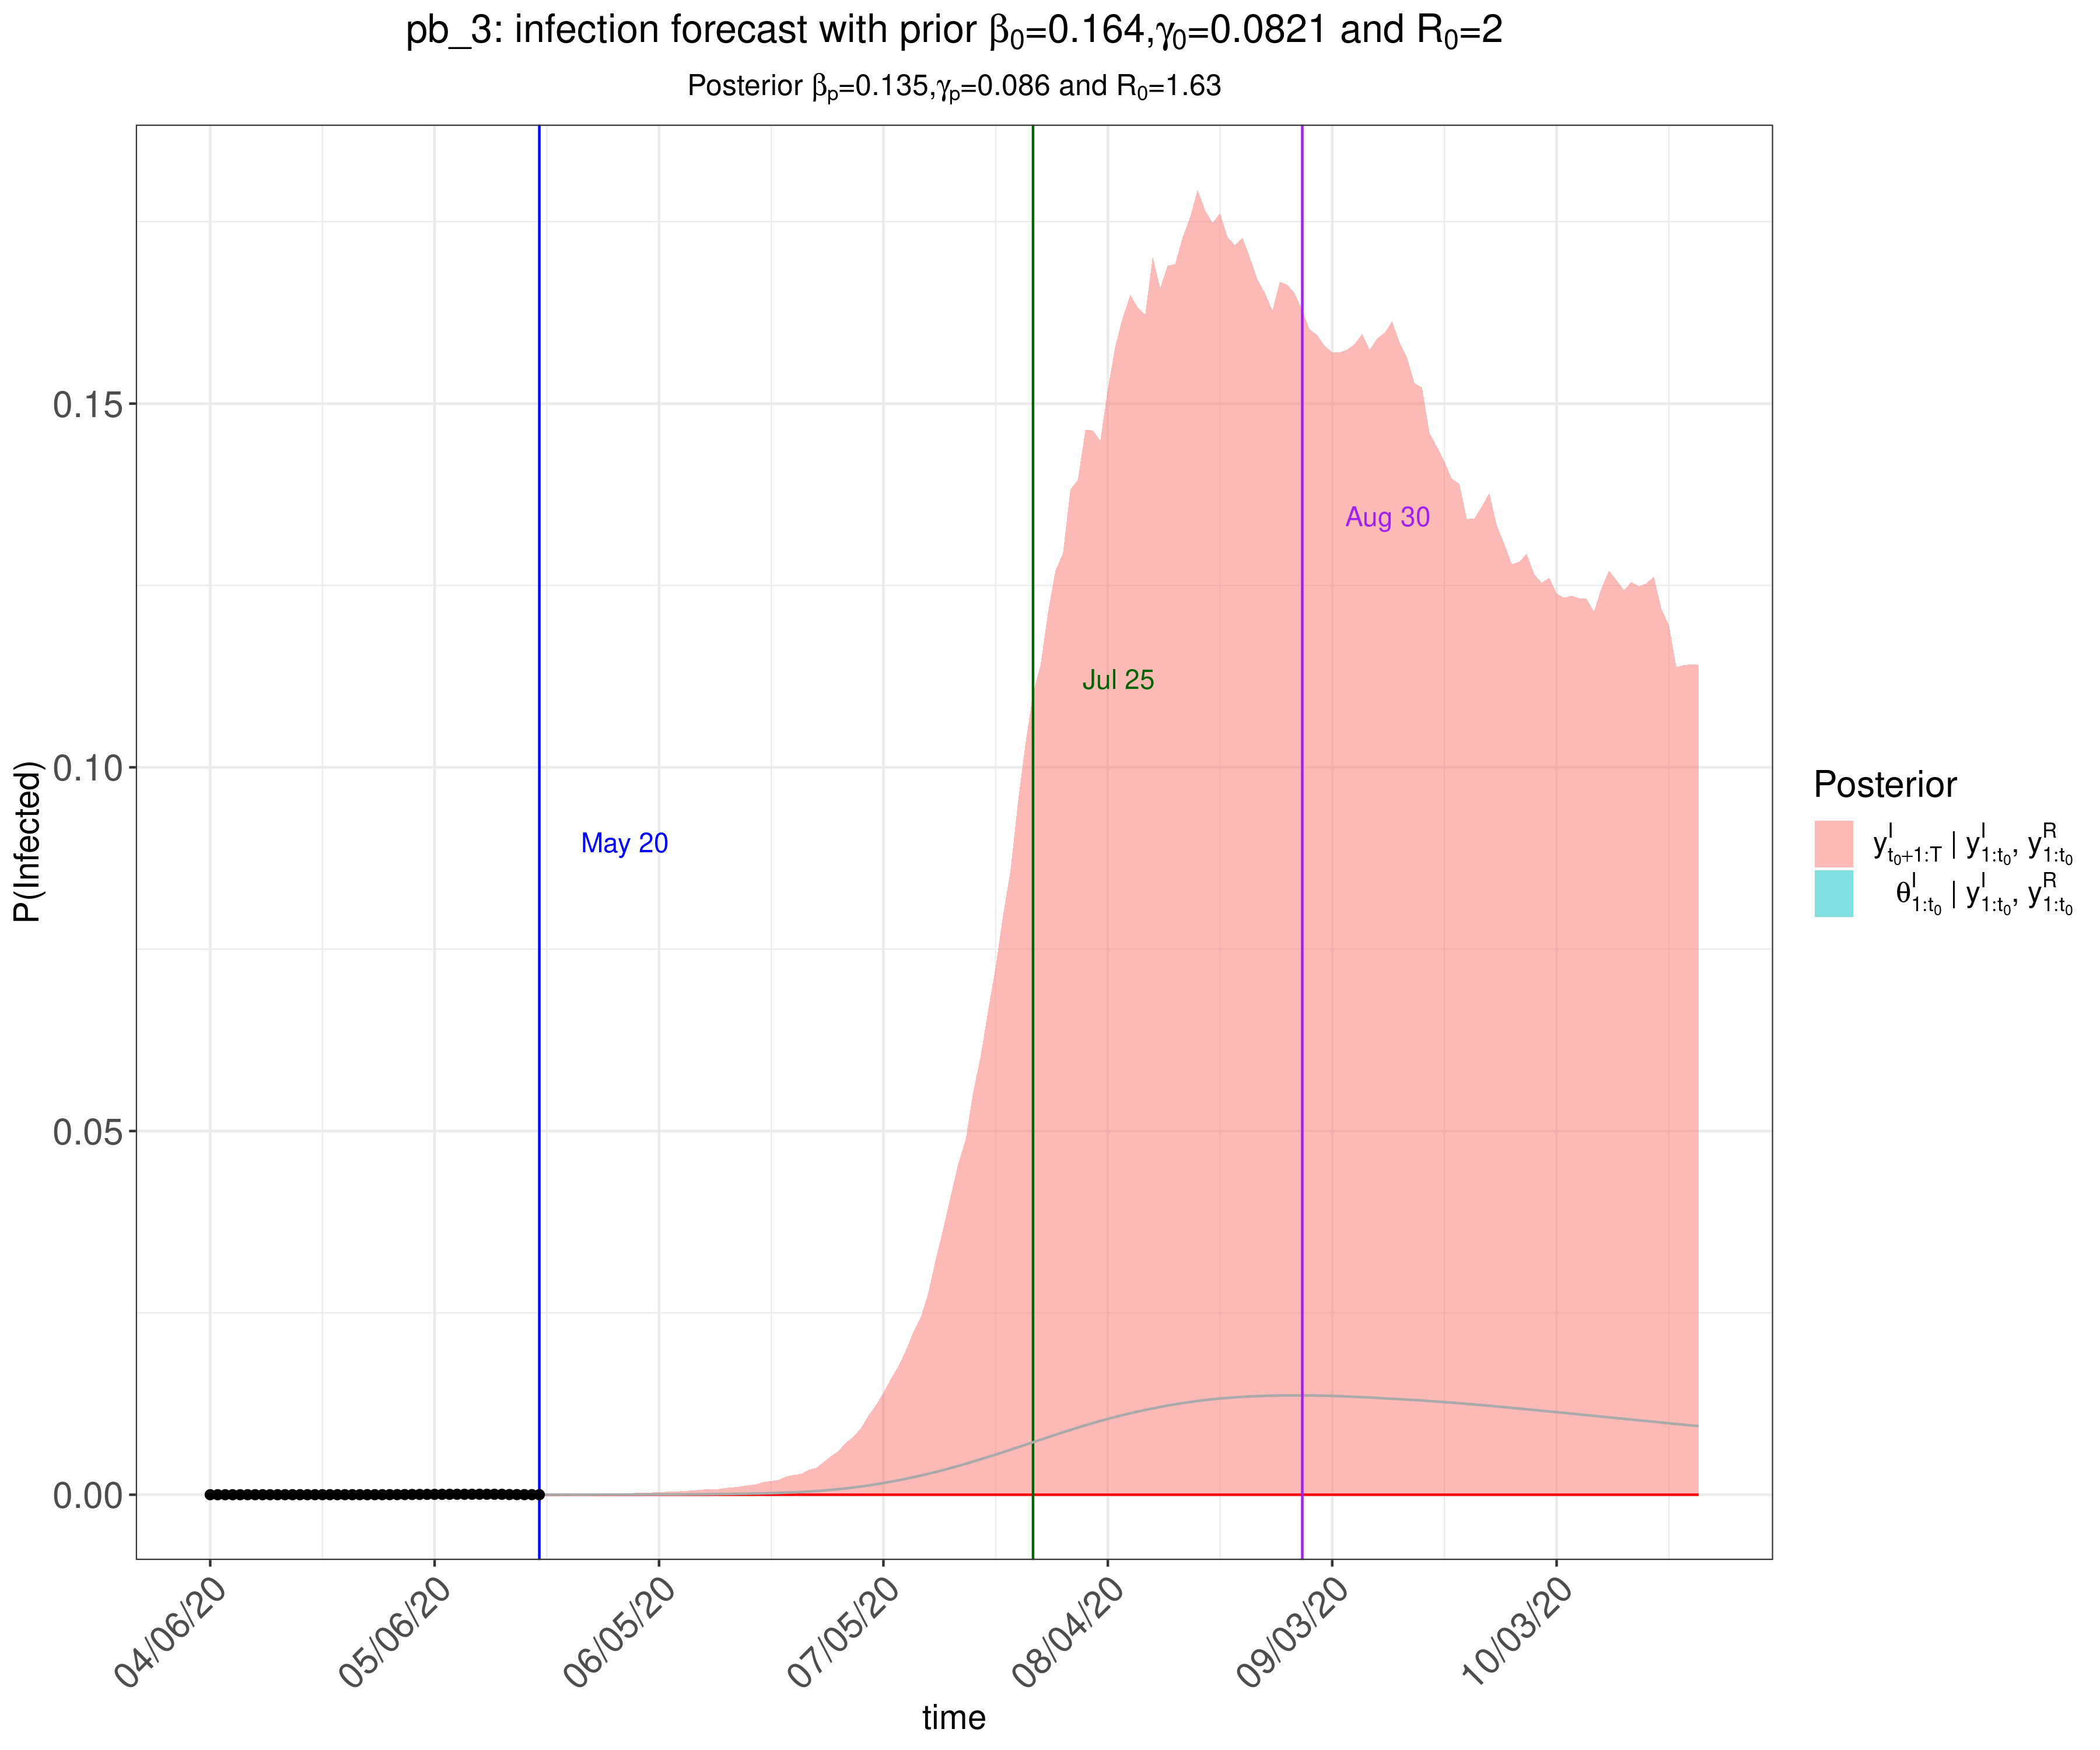 pb_3: infection forecast with prior β₀=0.164,γ₀=0.0821 and R₀=2
Posterior βₚ=0.135,γₚ=0.086 and R₀=1.63
P(Infected)
0.15
0.10
0.05
0.00
Aug 30
Jul 25
May 20
04/06/20
05/06/20
06/05/20
07/05/20
08/04/20
09/03/20
10/03/20
time
Posterior
y^I_{t₀+1:T} | y^I_{1:t₀}, y^R_{1:t₀}
θ^I_{1:t₀} | y^I_{1:t₀}, y^R_{1:t₀}